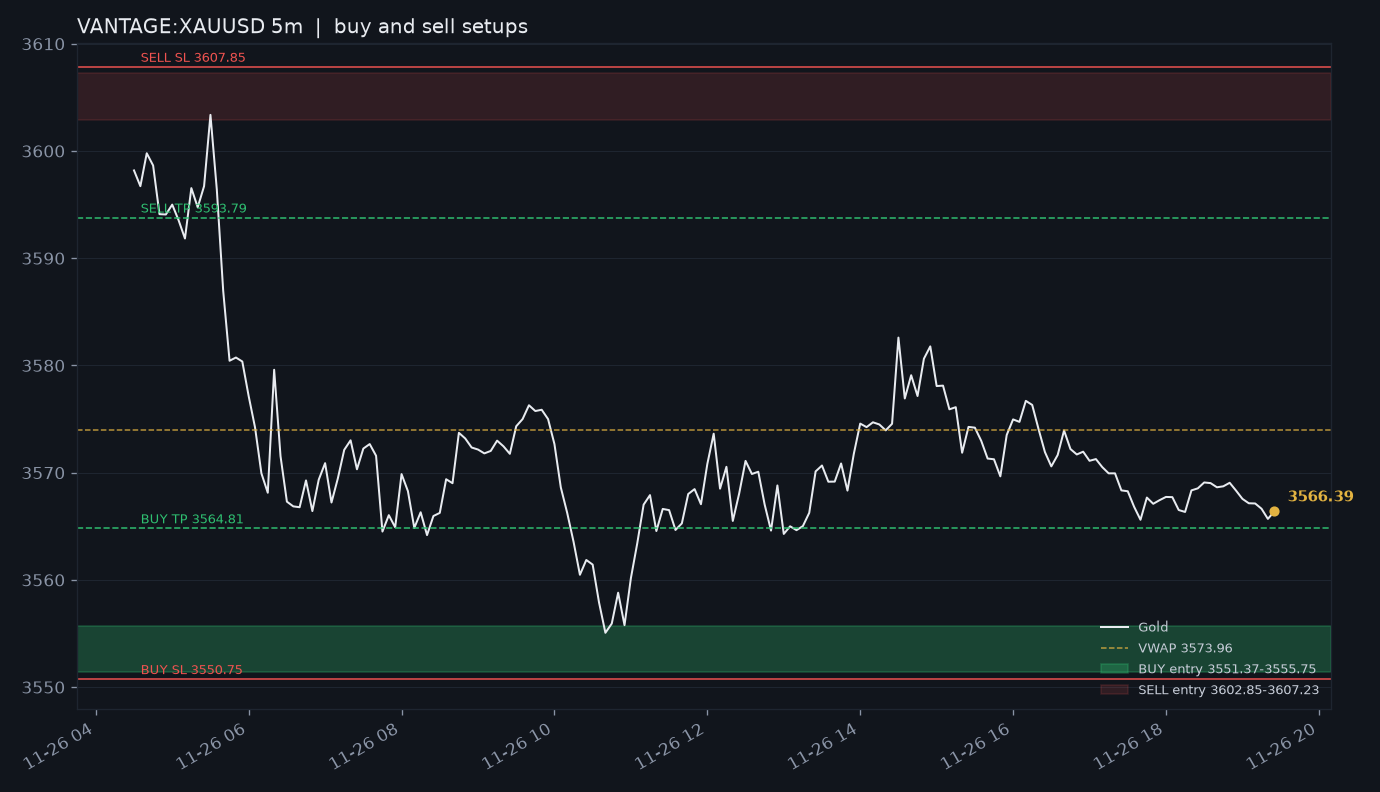 VANTAGE:XAUUSD 5m | buy and sell setups
3610
SELL SL 3607.85
3600
SELL TP 3593.79
3590
3580
3570
3566.39
BUY TP 3564.81
3560
Gold
VWAP 3573.96
BUY SL 3550.75
BUY entry 3551.37-3555.75
3550
SELL entry 3602.85-3607.23
11-26 04
11-26 06
11-26 08
11-26 10
11-26 12
11-26 14
11-26 16
11-26 18
11-26 20